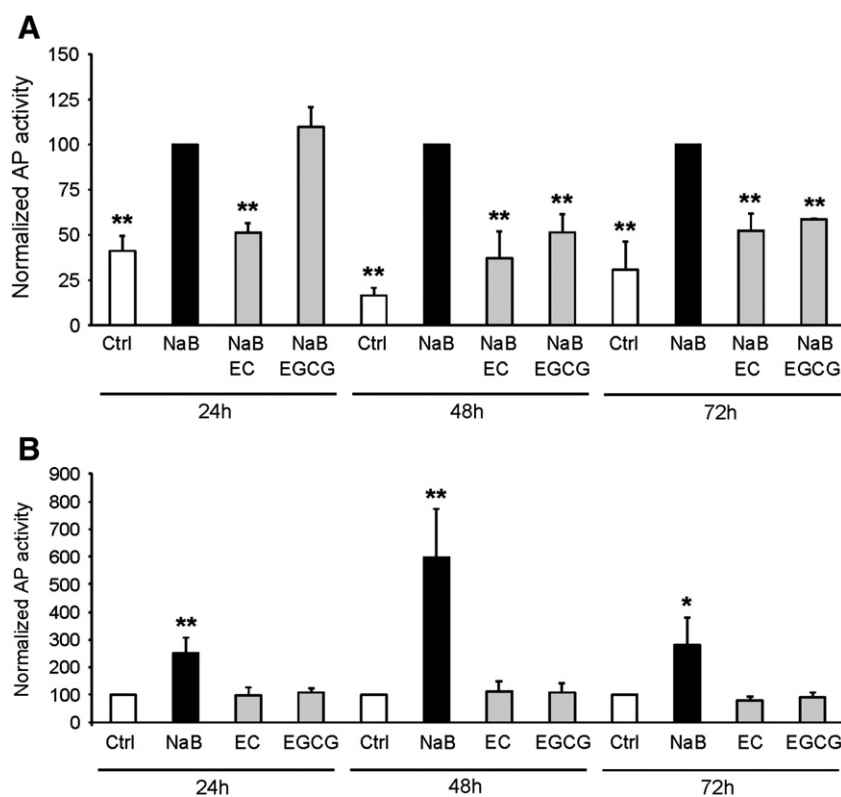 A
150
125
100
75
50
25
0
Normalized AP activity
** ** ** ** ** ** ** **
Ctrl NaB NaB NaB Ctrl NaB NaB NaB Ctrl NaB NaB NaB
EC EGCG EC EGCG EC EGCG
24h 48h 72h
B
900
800
700
600
500
400
300
200
100
0
Normalized AP activity
** ** *
Ctrl NaB EC EGCG Ctrl NaB EC EGCG Ctrl NaB EC EGCG
24h 48h 72h